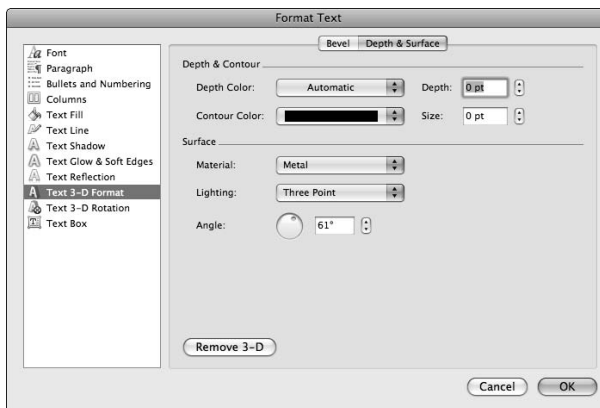 Format Text
Font
Paragraph
Bullets and Numbering
Columns
Text Fill
Text Line
Text Shadow
Text Glow & Soft Edges
Text Reflection
Text 3-D Format
Text 3-D Rotation
Text Box
Bevel Depth & Surface
Depth & Contour
Depth Color: Automatic Depth: 0 pt
Contour Color: Size: 0 pt
Surface
Material: Metal
Lighting: Three Point
Angle: 61°
Remove 3-D
Cancel OK